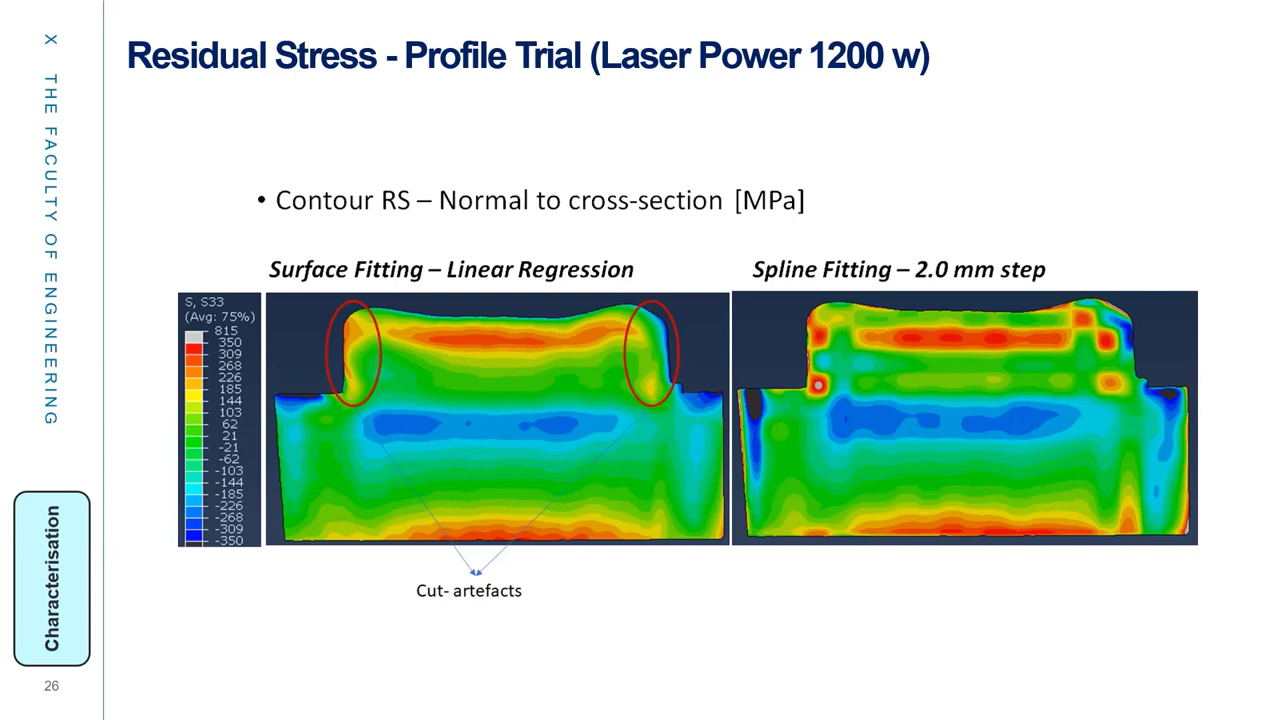 X THE FACULTY OF ENGINEERING
Residual Stress - Profile Trial (Laser Power 1200 w)
• Contour RS – Normal to cross-section [MPa]
Surface Fitting – Linear Regression
Spline Fitting – 2.0 mm step
S, S33
(Avg: 75%)
815
350
309
268
226
185
144
103
62
21
-21
-62
-103
-144
-185
-226
-268
-309
-350
Cut- artefacts
Characterisation
26